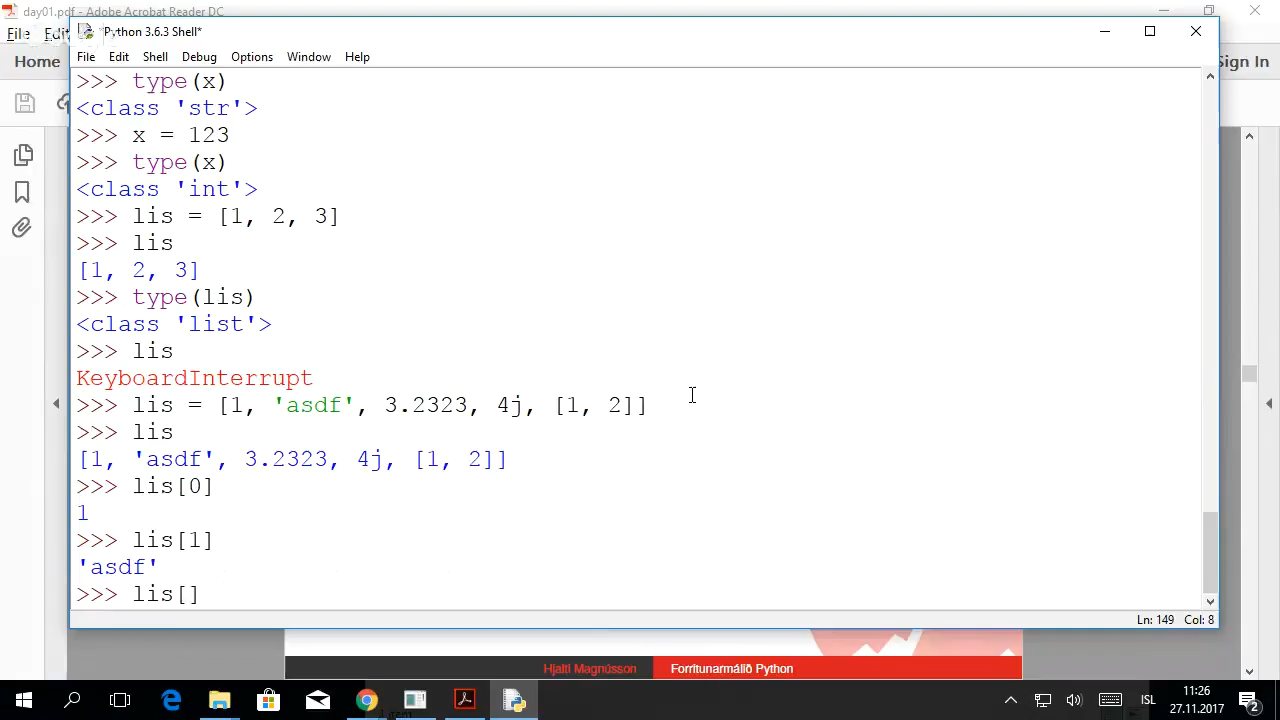 day01.pdf - Adobe Acrobat Reader DC
*Python 3.6.3 Shell*
File Edit Shell Debug Options Window Help
File
Home
Sign In
>>> type(x)
<class 'str'>
>>> x = 123
>>> type(x)
<class 'int'>
>>> lis = [1, 2, 3]
>>> lis
[1, 2, 3]
>>> type(lis)
<class 'list'>
>>> lis
KeyboardInterrupt
>>> lis = [1, 'asdf', 3.2323, 4j, [1, 2]]
>>> lis
[1, 'asdf', 3.2323, 4j, [1, 2]]
>>> lis[0]
1
>>> lis[1]
'asdf'
>>> lis[]
Ln: 149 Col: 8
Hjalti Magnússon Forritunarmálið Python
ISL
11:26
27.11.2017
2